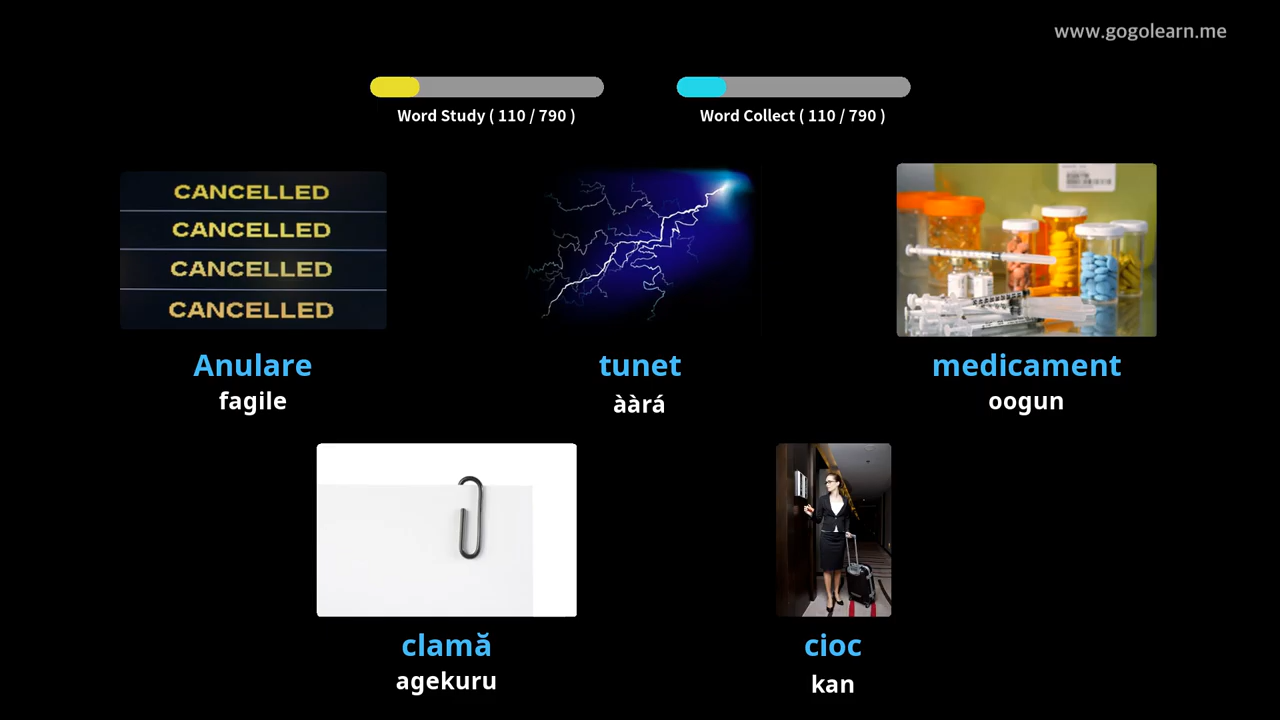 www.gogolearn.me
Word Study ( 110 / 790 )
Word Collect ( 110 / 790 )
CANCELLED
CANCELLED
CANCELLED
CANCELLED
Anulare
fagile
tunet
ààrá
medicament
oogun
clamă
agekuru
cioc
kan